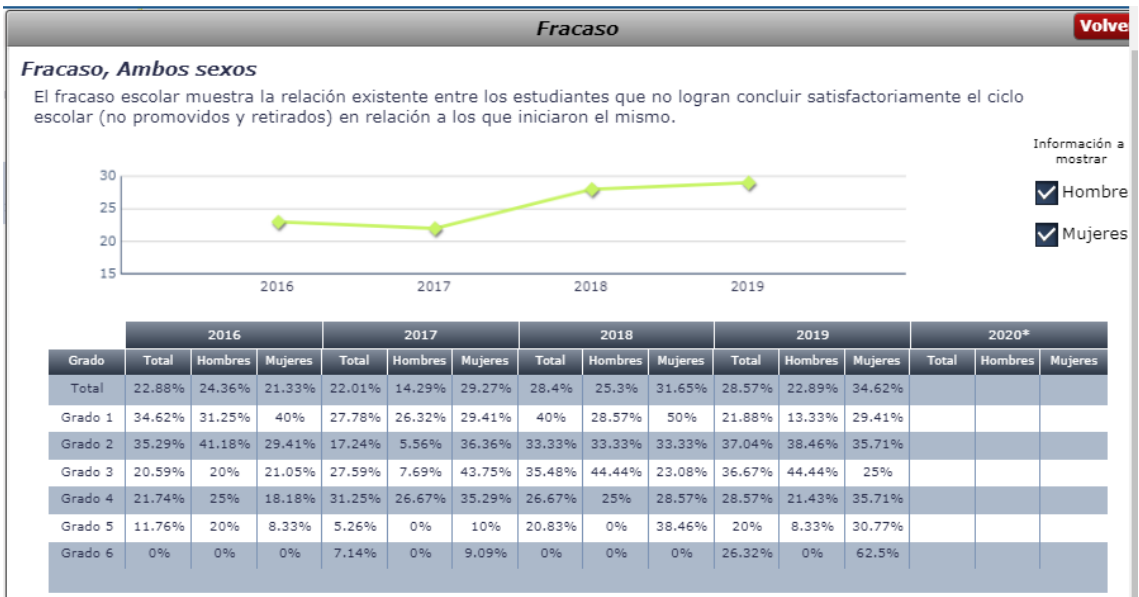 Fracaso
Volve
Fracaso, Ambos sexos
El fracaso escolar muestra la relación existente entre los estudiantes que no logran concluir satisfactoriamente el ciclo
escolar (no promovidos y retirados) en relación a los que iniciaron el mismo.
Información a
mostrar
Hombre
Mujeres
30
25
20
15
2016 2017 2018 2019
2016 2017 2018 2019 2020*
Grado Total Hombres Mujeres Total Hombres Mujeres Total Hombres Mujeres Total Hombres Mujeres Total Hombres Mujeres
Total 22.88% 24.36% 21.33% 22.01% 14.29% 29.27% 28.4% 25.3% 31.65% 28.57% 22.89% 34.62%
Grado 1 34.62% 31.25% 40% 27.78% 26.32% 29.41% 40% 28.57% 50% 21.88% 13.33% 29.41%
Grado 2 35.29% 41.18% 29.41% 17.24% 5.56% 36.36% 33.33% 33.33% 33.33% 37.04% 38.46% 35.71%
Grado 3 20.59% 20% 21.05% 27.59% 7.69% 43.75% 35.48% 44.44% 23.08% 36.67% 44.44% 25%
Grado 4 21.74% 25% 18.18% 31.25% 26.67% 35.29% 26.67% 25% 28.57% 28.57% 21.43% 35.71%
Grado 5 11.76% 20% 8.33% 5.26% 0% 10% 20.83% 0% 38.46% 20% 8.33% 30.77%
Grado 6 0% 0% 0% 7.14% 0% 9.09% 0% 0% 0% 26.32% 0% 62.5%